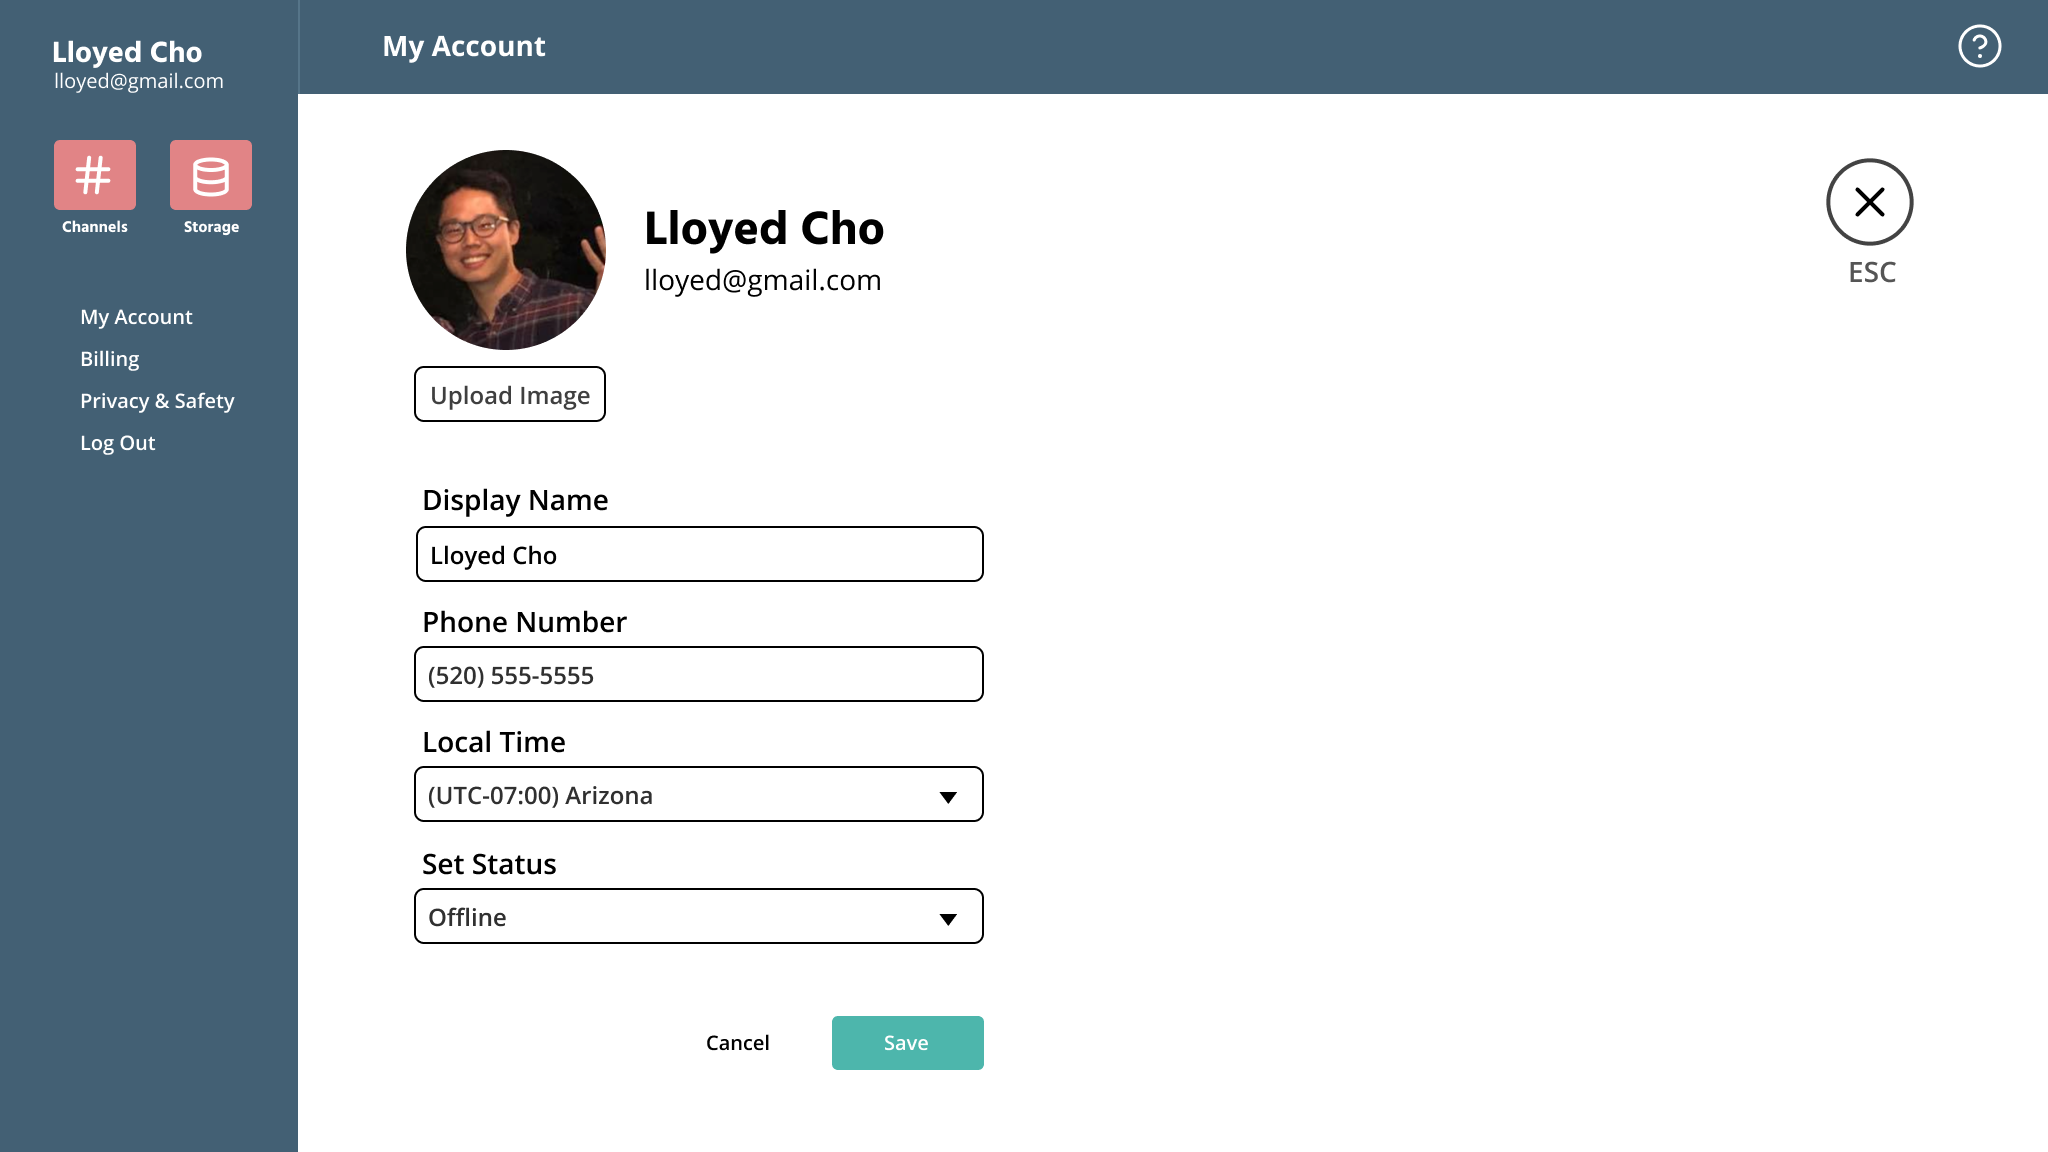 Lloyed Cho
lloyed@gmail.com
Channels
Storage
My Account
Billing
Privacy & Safety
Log Out
My Account
?
Lloyed Cho
lloyed@gmail.com
ESC
Upload Image
Display Name
Lloyed Cho
Phone Number
(520) 555-5555
Local Time
(UTC-07:00) Arizona
Set Status
Offline
Cancel
Save